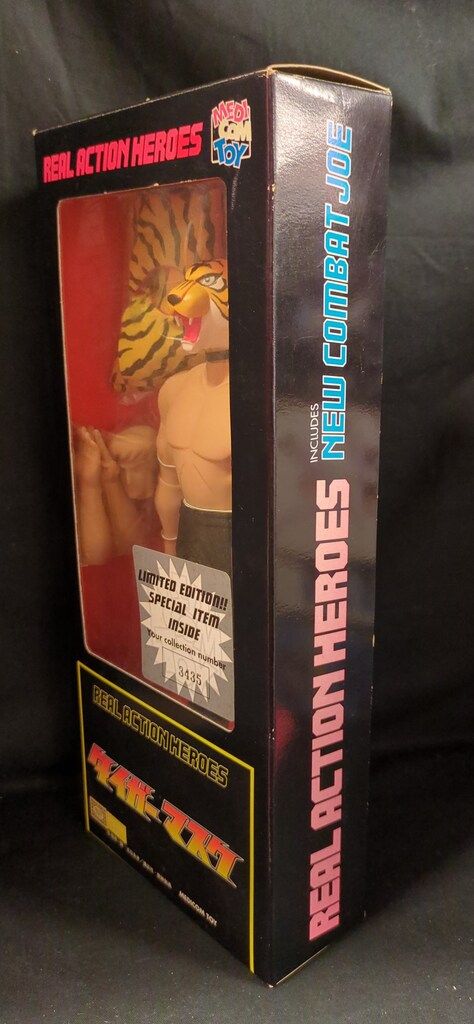 REAL ACTION HEROES
MEDI
COM
TOY
LIMITED EDITION!!
SPECIAL ITEM
INSIDE
Your collection number
3435
REAL ACTION HEROES
タイガーマスク
MEDICOM TOY
REAL ACTION HEROES
INCLUDES
NEW COMBAT JOE